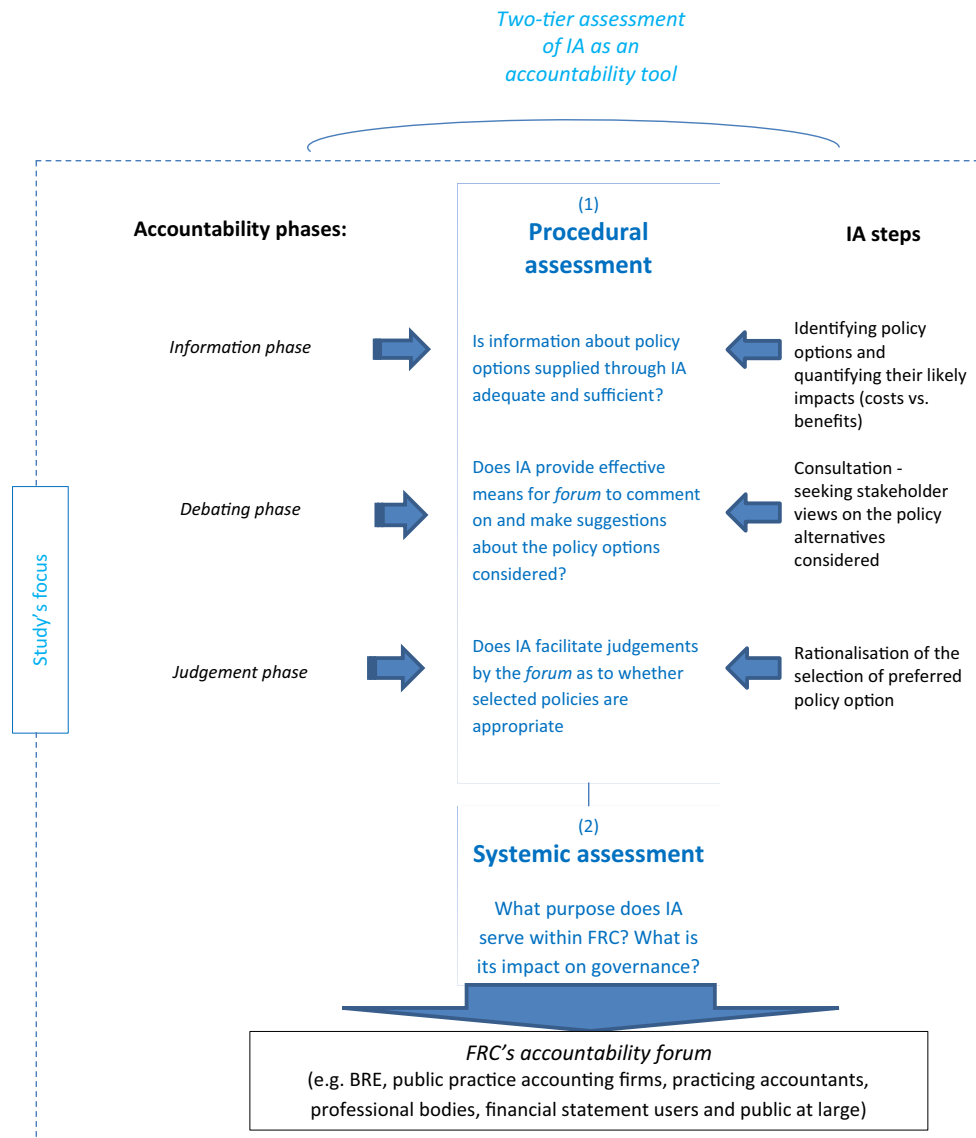 Two-tier assessment
of IA as an
accountability tool
Accountability phases:
(1)
Procedural
assessment
IA steps
Information phase
Is information about policy
options supplied through IA
adequate and sufficient?
Identifying policy
options and
quantifying their likely
impacts (costs vs.
benefits)
Study's focus
Debating phase
Does IA provide effective
means for forum to comment
on and make suggestions
about the policy options
considered?
Consultation -
seeking stakeholder
views on the policy
alternatives
considered
Judgement phase
Does IA facilitate judgements
by the forum as to whether
selected policies are
appropriate
Rationalisation of the
selection of preferred
policy option
(2)
Systemic assessment
What purpose does IA
serve within FRC? What is
its impact on governance?
FRC's accountability forum
(e.g. BRE, public practice accounting firms, practicing accountants,
professional bodies, financial statement users and public at large)